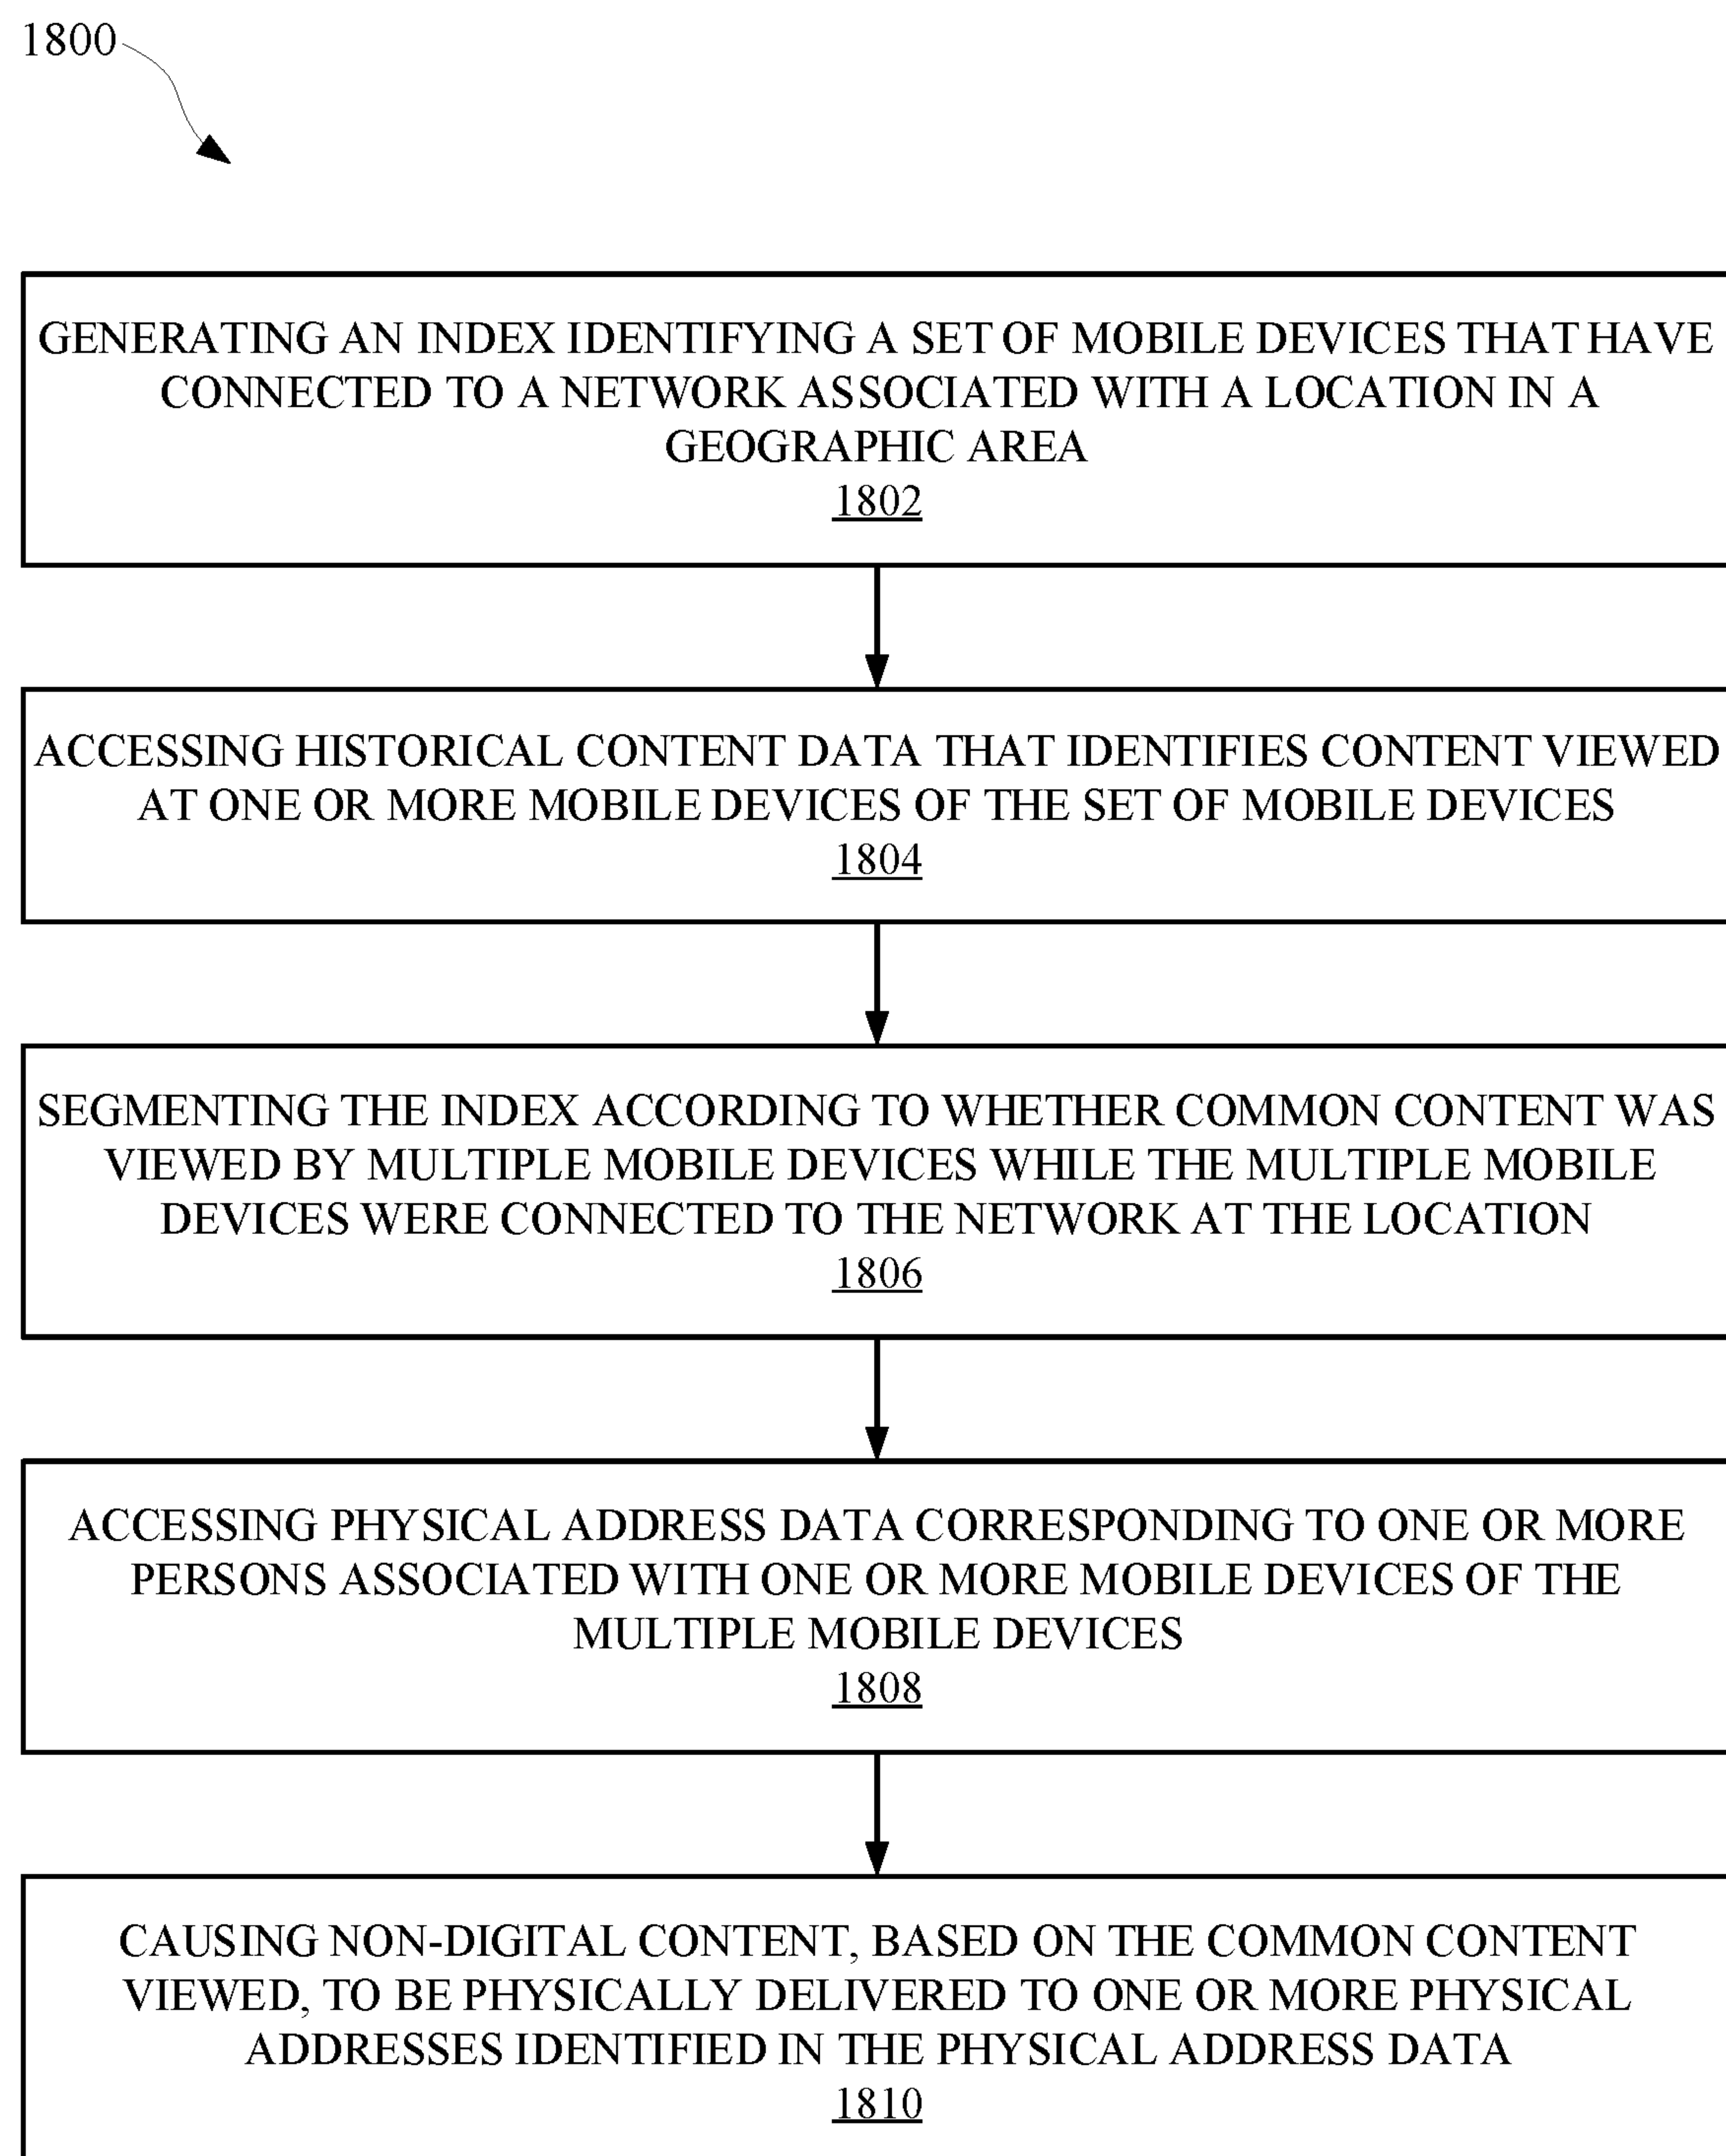 1800
GENERATING AN INDEX IDENTIFYING A SET OF MOBILE DEVICES THAT HAVE
CONNECTED TO A NETWORK ASSOCIATED WITH A LOCATION IN A
GEOGRAPHIC AREA
1802
ACCESSING HISTORICAL CONTENT DATA THAT IDENTIFIES CONTENT VIEWED
AT ONE OR MORE MOBILE DEVICES OF THE SET OF MOBILE DEVICES
1804
SEGMENTING THE INDEX ACCORDING TO WHETHER COMMON CONTENT WAS
VIEWED BY MULTIPLE MOBILE DEVICES WHILE THE MULTIPLE MOBILE
DEVICES WERE CONNECTED TO THE NETWORK AT THE LOCATION
1806
ACCESSING PHYSICAL ADDRESS DATA CORRESPONDING TO ONE OR MORE
PERSONS ASSOCIATED WITH ONE OR MORE MOBILE DEVICES OF THE
MULTIPLE MOBILE DEVICES
1808
CAUSING NON-DIGITAL CONTENT, BASED ON THE COMMON CONTENT
VIEWED, TO BE PHYSICALLY DELIVERED TO ONE OR MORE PHYSICAL
ADDRESSES IDENTIFIED IN THE PHYSICAL ADDRESS DATA
1810